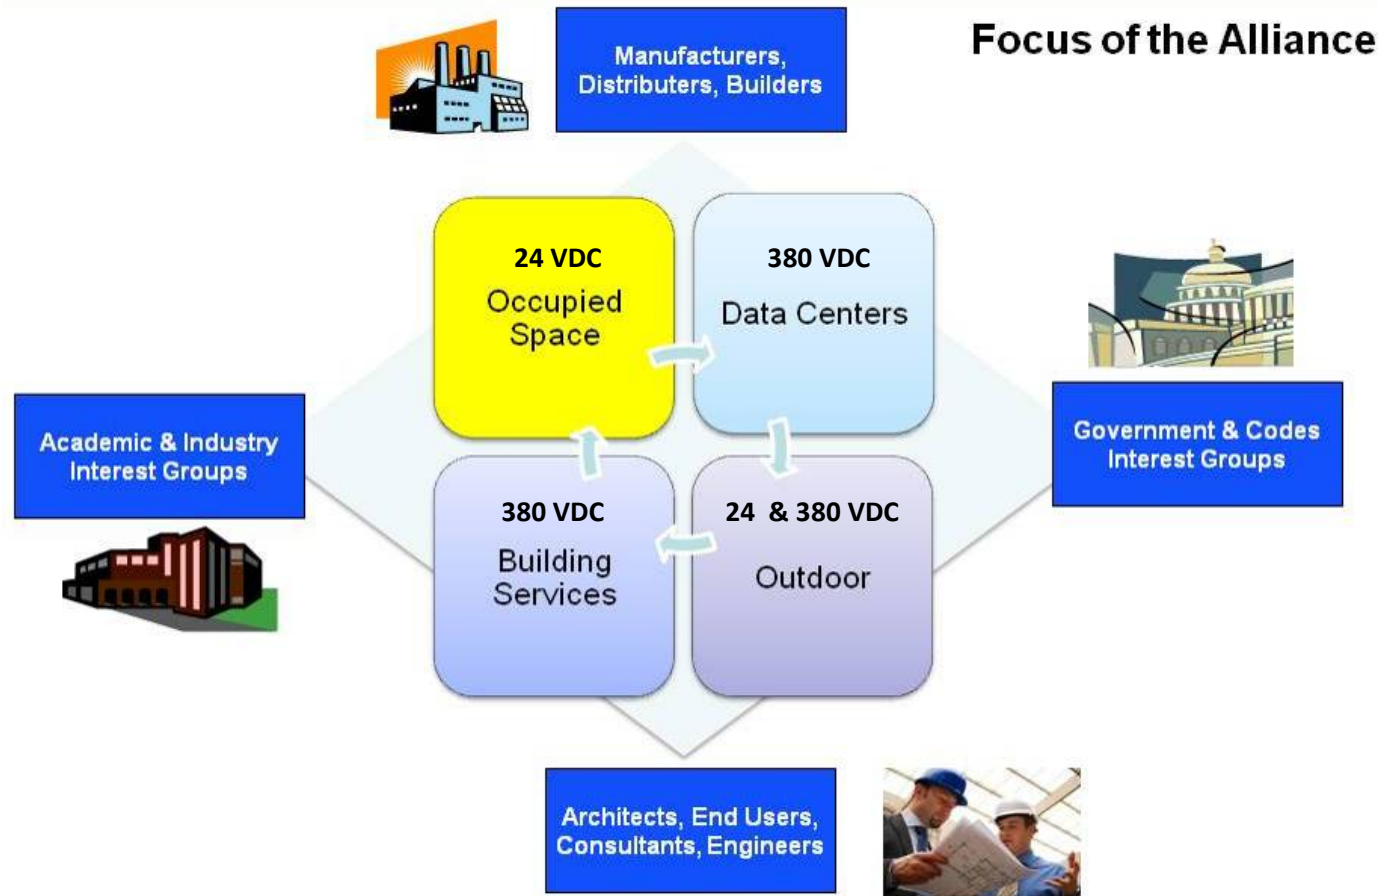 Focus of the Alliance
Manufacturers,
Distributers, Builders
24 VDC
Occupied
Space
380 VDC
Data Centers
Academic & Industry
Interest Groups
Government & Codes
Interest Groups
380 VDC
Building
Services
24 & 380 VDC
Outdoor
Architects, End Users,
Consultants, Engineers